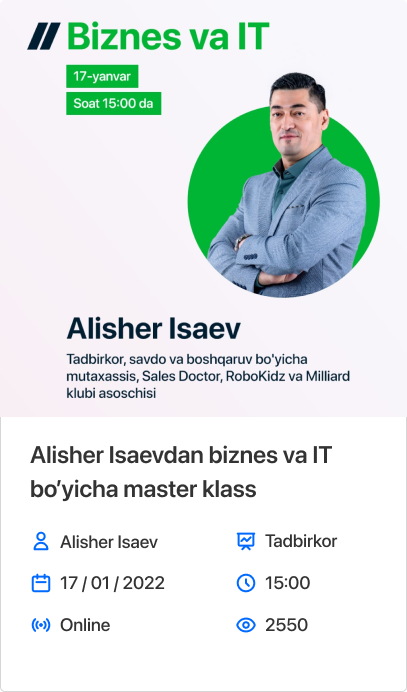 // Biznes va IT
17-yanvar
Soat 15:00 da
Alisher Isaev
Tadbirkor, savdo va boshqaruv bo'yicha
mutaxassis, Sales Doctor, RoboKidz va Milliard
klubi asoschisi
Alisher Isaevdan biznes va IT
bo’yicha master klass
Alisher Isaev
Tadbirkor
17 / 01 / 2022
15:00
Online
2550